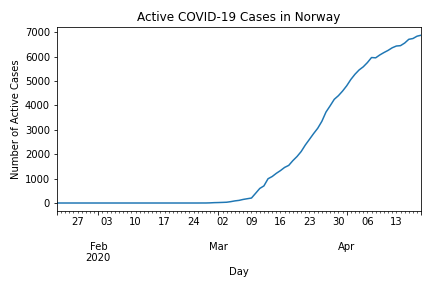 Active COVID-19 Cases in Norway
7000
6000
5000
4000
3000
2000
1000
0
Number of Active Cases
27 03 10 17 24 02 09 16 23 30 06 13
Feb Mar Apr
2020
Day